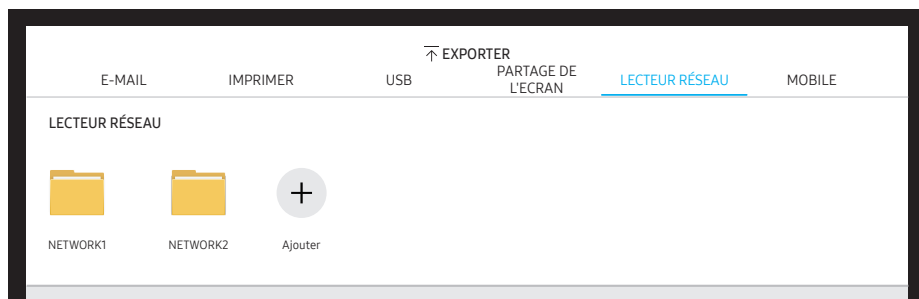 EXPORTER
E-MAIL
IMPRIMER
USB
PARTAGE DE
L'ECRAN
LECTEUR RÉSEAU
MOBILE
LECTEUR RÉSEAU
NETWORK1
NETWORK2
Ajouter